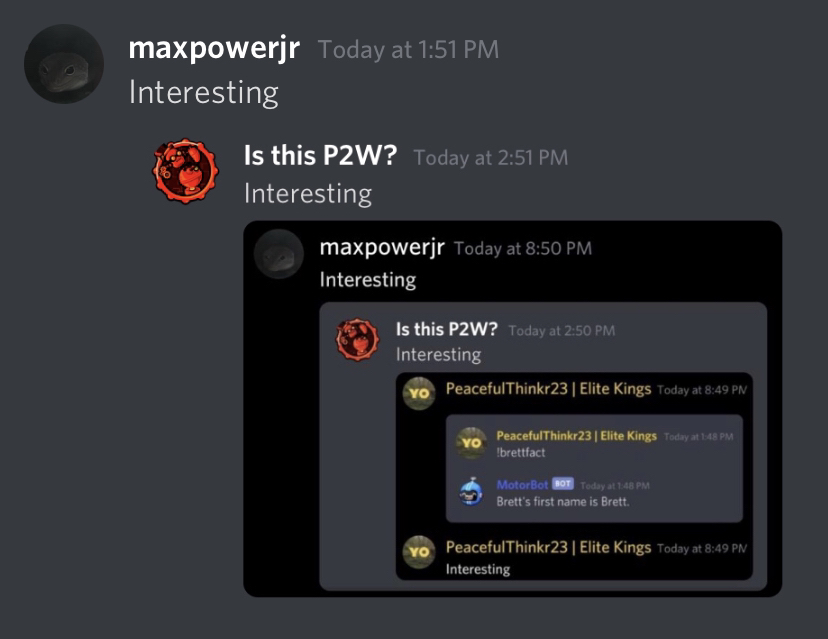 maxpowerjr Today at 1:51 PM
Interesting
Is this P2W? Today at 2:51 PM
Interesting
maxpowerjr Today at 8:50 PM
Interesting
Is this P2W? Today at 2:50 PM
Interesting
YO PeacefulThinkr23 | Elite Kings Today at 8:49 PM
YO PeacefulThinkr23 | Elite Kings Today at 1:48 PM
!brettfact
MotorBot BOT Today at 1:48 PM
Brett's first name is Brett.
YO PeacefulThinkr23 | Elite Kings Today at 8:49 PM
Interesting